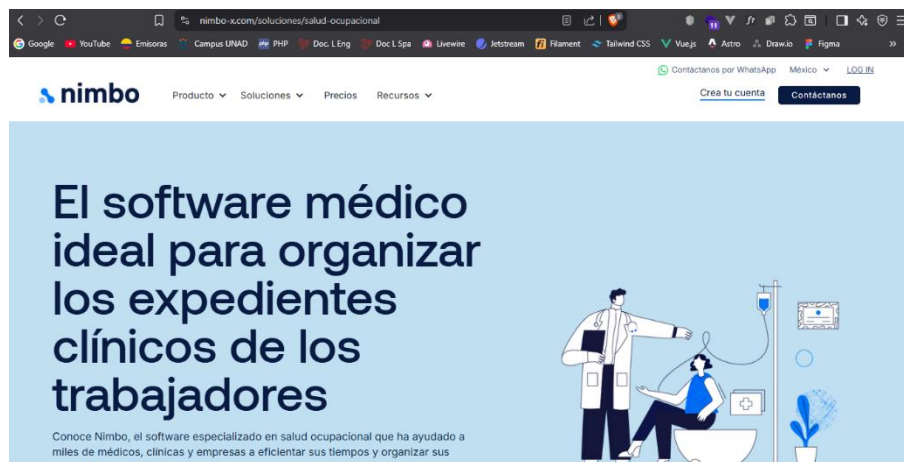 nimbo-x.com/soluciones/salud-ocupacional
11
Google YouTube Emisoras Campus UNAD PHP Doc. L Eng Doc L Spa Livewire Jetstream Filament Tailwind CSS Vue.js Astro Draw.io Figma »
Contáctanos por WhatsApp México LOG IN
nimbo Producto Soluciones Precios Recursos Crea tu cuenta Contáctanos
El software médico
ideal para organizar
los expedientes
clínicos de los
trabajadores
Conoce Nimbo, el software especializado en salud ocupacional que ha ayudado a
miles de médicos, clínicas y empresas a eficientar sus tiempos y organizar sus